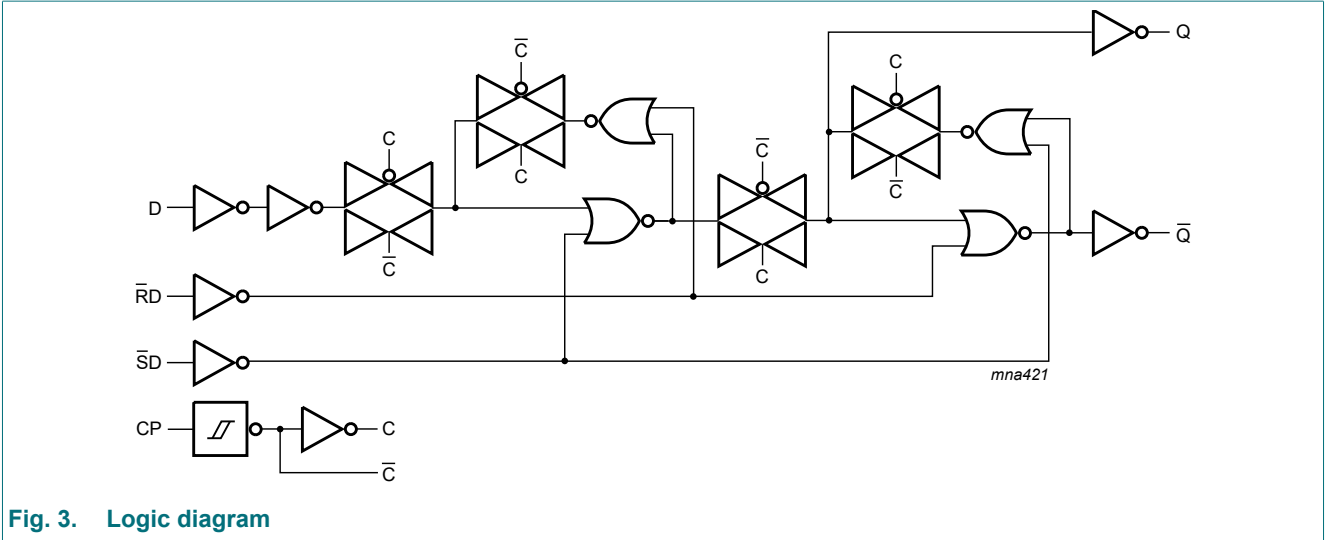 Q
C̅
C
C
C̅
C
D
C̅
Q̅
C̅
C̅
C
R̅D
S̅D
mna421
CP
C
C̅
Fig. 3. Logic diagram